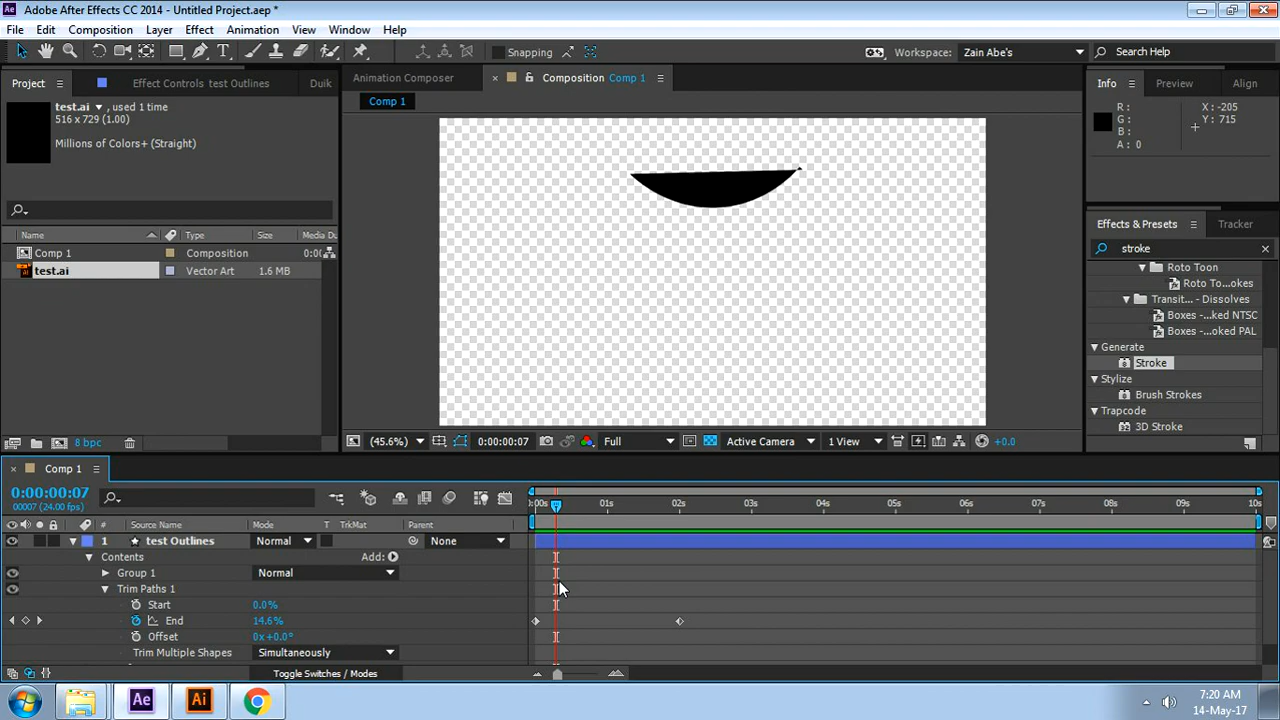 Adobe After Effects CC 2014 - Untitled Project.aep *
File Edit Composition Layer Effect Animation View Window Help
Snapping Workspace: Zain Abe's Search Help
Project Effect Controls test Outlines Duik
Animation Composer Composition Comp 1
Info Preview Align
test.ai , used 1 time
516 x 729 (1.00)
Millions of Colors+ (Straight)
Comp 1
R : X : -205
G : Y : 715
B :
A : 0
Effects & Presets Tracker
stroke
Name Type Size Media Du
Comp 1 Composition 0:00
test.ai Vector Art 1.6 MB
Roto Toon
Roto To...okes
Transit... - Dissolves
Boxes -...ked NTSC
Boxes -...oked PAL
Generate
Stroke
Stylize
Brush Strokes
Trapcode
3D Stroke
8 bpc
(45.6%) 0:00:00:07 Full Active Camera 1 View +0.0
Comp 1
0:00:00:07
00007 (24.00 fps)
:00s 01s 02s 03s 04s 05s 06s 07s 08s 09s 10s
# Source Name Mode T TrkMat Parent
1 test Outlines Normal None
Contents Add:
Group 1 Normal
Trim Paths 1
Start 0.0%
End 14.6%
Offset 0x+0.0°
Trim Multiple Shapes Simultaneously
Toggle Switches / Modes
Ae Ai
7:20 AM
14-May-17